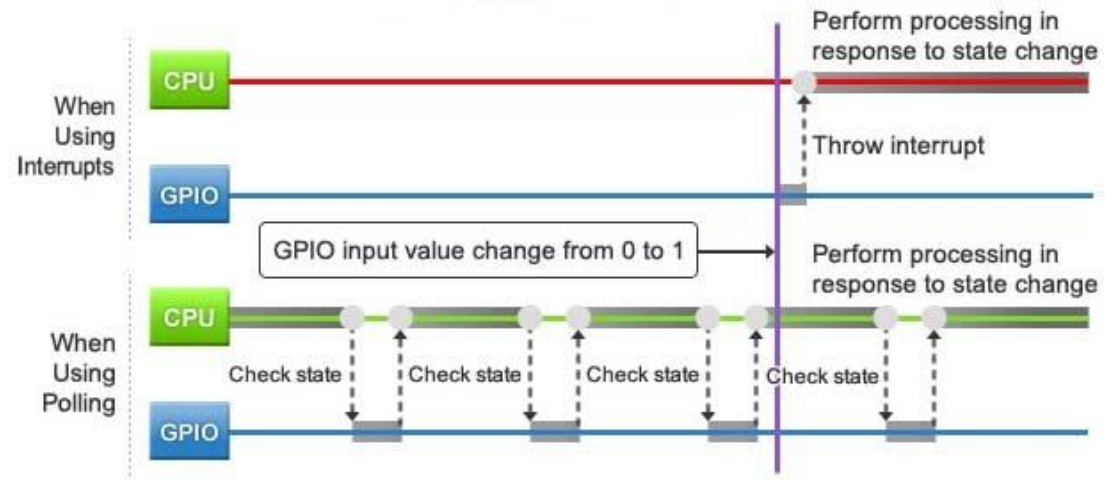 Perform processing in
response to state change
CPU
When
Using
Interrupts
Throw interrupt
GPIO
GPIO input value change from 0 to 1
Perform processing in
response to state change
CPU
When
Using
Polling
Check state
Check state
Check state
Check state
GPIO